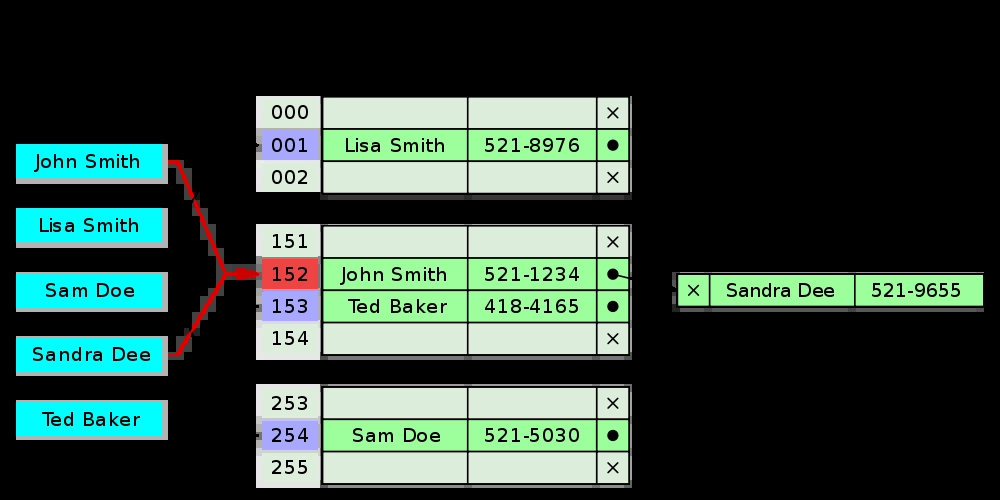 John Smith
Lisa Smith
Sam Doe
Sandra Dee
Ted Baker
000 ×
001 Lisa Smith 521-8976 ●
002 ×
151 ×
152 John Smith 521-1234 ●
153 Ted Baker 418-4165 ●
154 ×
253 ×
254 Sam Doe 521-5030 ●
255 ×
× Sandra Dee 521-9655